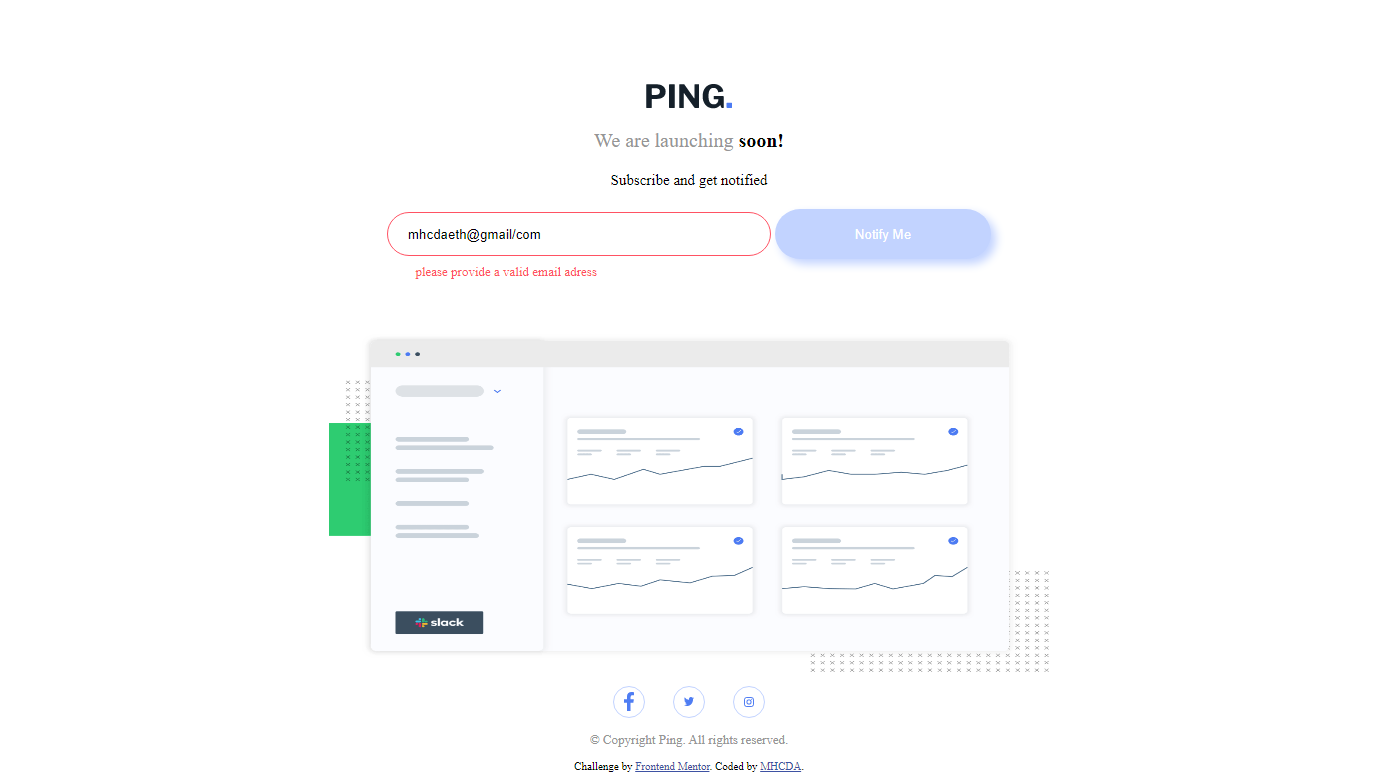 PING.
We are launching soon!
Subscribe and get notified
mhcdaeth@gmail/com
Notify Me
please provide a valid email adress
slack
© Copyright Ping. All rights reserved.
Challenge by Frontend Mentor. Coded by MHCDA.